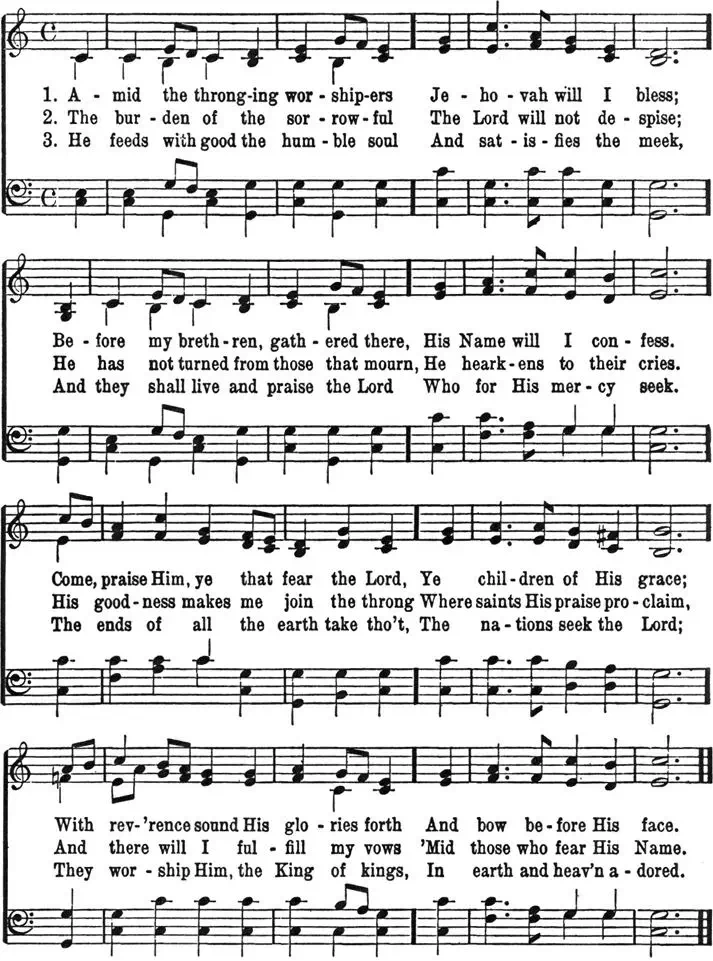 1. A - mid the throng-ing wor - ship-ers Je - ho - vah will I bless;
2. The bur - den of the sor - row - ful The Lord will not de - spise;
3. He feeds with good the hum - ble soul And sat - is - fies the meek,
Be - fore my breth - ren, gath - ered there, His Name will I con - fess.
He has not turned from those that mourn, He heark - ens to their cries.
And they shall live and praise the Lord Who for His mer - cy seek.
Come, praise Him, ye that fear the Lord, Ye chil - dren of His grace;
His good - ness makes me join the throng Where saints His praise pro - claim,
The ends of all the earth take tho't, The na - tions seek the Lord;
With rev - 'rence sound His glo - ries forth And bow be - fore His face.
And there will I ful - fill my vows 'Mid those who fear His Name.
They wor - ship Him, the King of kings, In earth and heav'n a - dored.